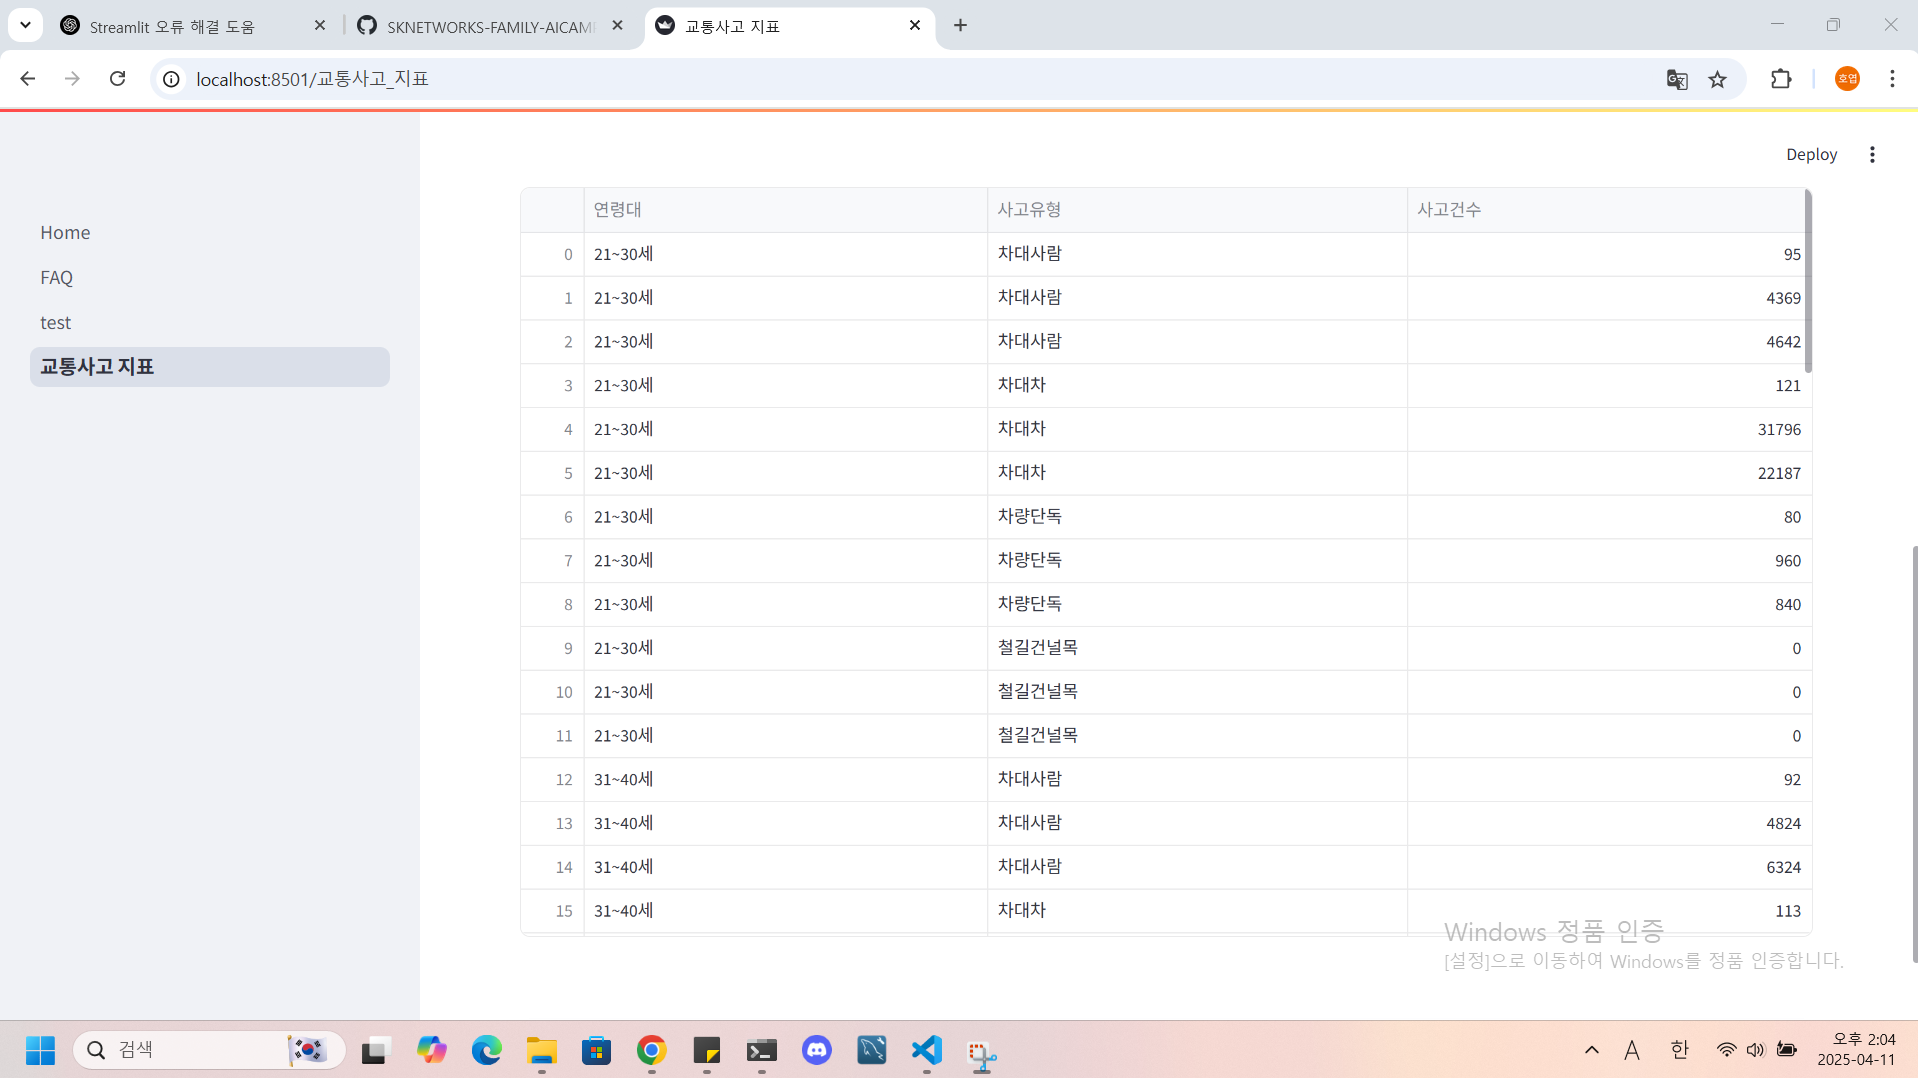 Streamlit 오류 해결 도움
SKNETWORKS-FAMILY-AICAMP
교통사고 지표
localhost:8501/교통사고_지표
호엽
Deploy
Home
FAQ
test
교통사고 지표
연령대 사고유형 사고건수
0 21~30세 차대사람 95
1 21~30세 차대사람 4369
2 21~30세 차대사람 4642
3 21~30세 차대차 121
4 21~30세 차대차 31796
5 21~30세 차대차 22187
6 21~30세 차량단독 80
7 21~30세 차량단독 960
8 21~30세 차량단독 840
9 21~30세 철길건널목 0
10 21~30세 철길건널목 0
11 21~30세 철길건널목 0
12 31~40세 차대사람 92
13 31~40세 차대사람 4824
14 31~40세 차대사람 6324
15 31~40세 차대차 113
Windows 정품 인증
[설정]으로 이동하여 Windows를 정품 인증합니다.
검색
A 한
오후 2:04
2025-04-11